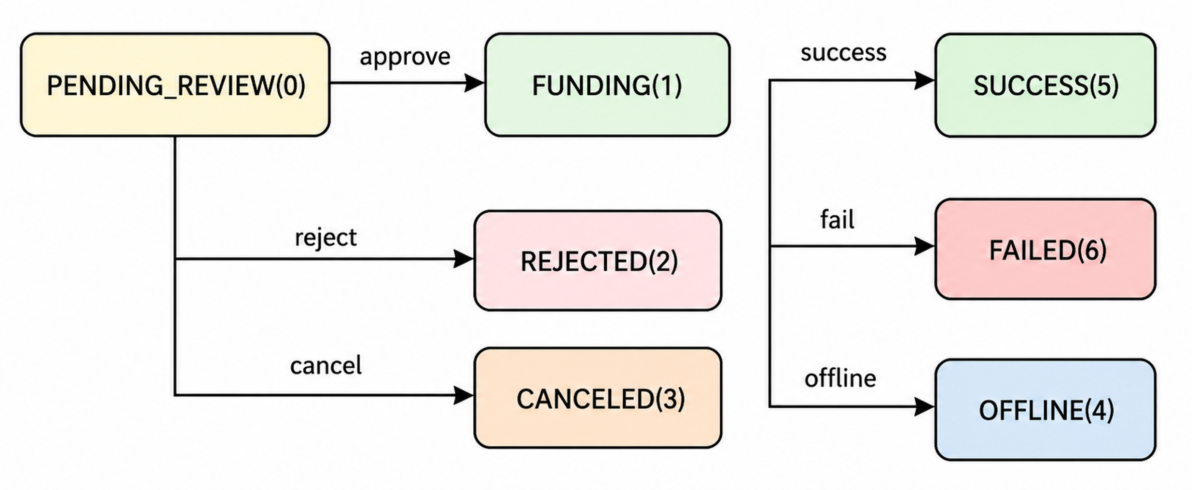 approve
PENDING_REVIEW(0)
FUNDING(1)
reject
REJECTED(2)
cancel
CANCELED(3)
success
SUCCESS(5)
fail
FAILED(6)
offline
OFFLINE(4)